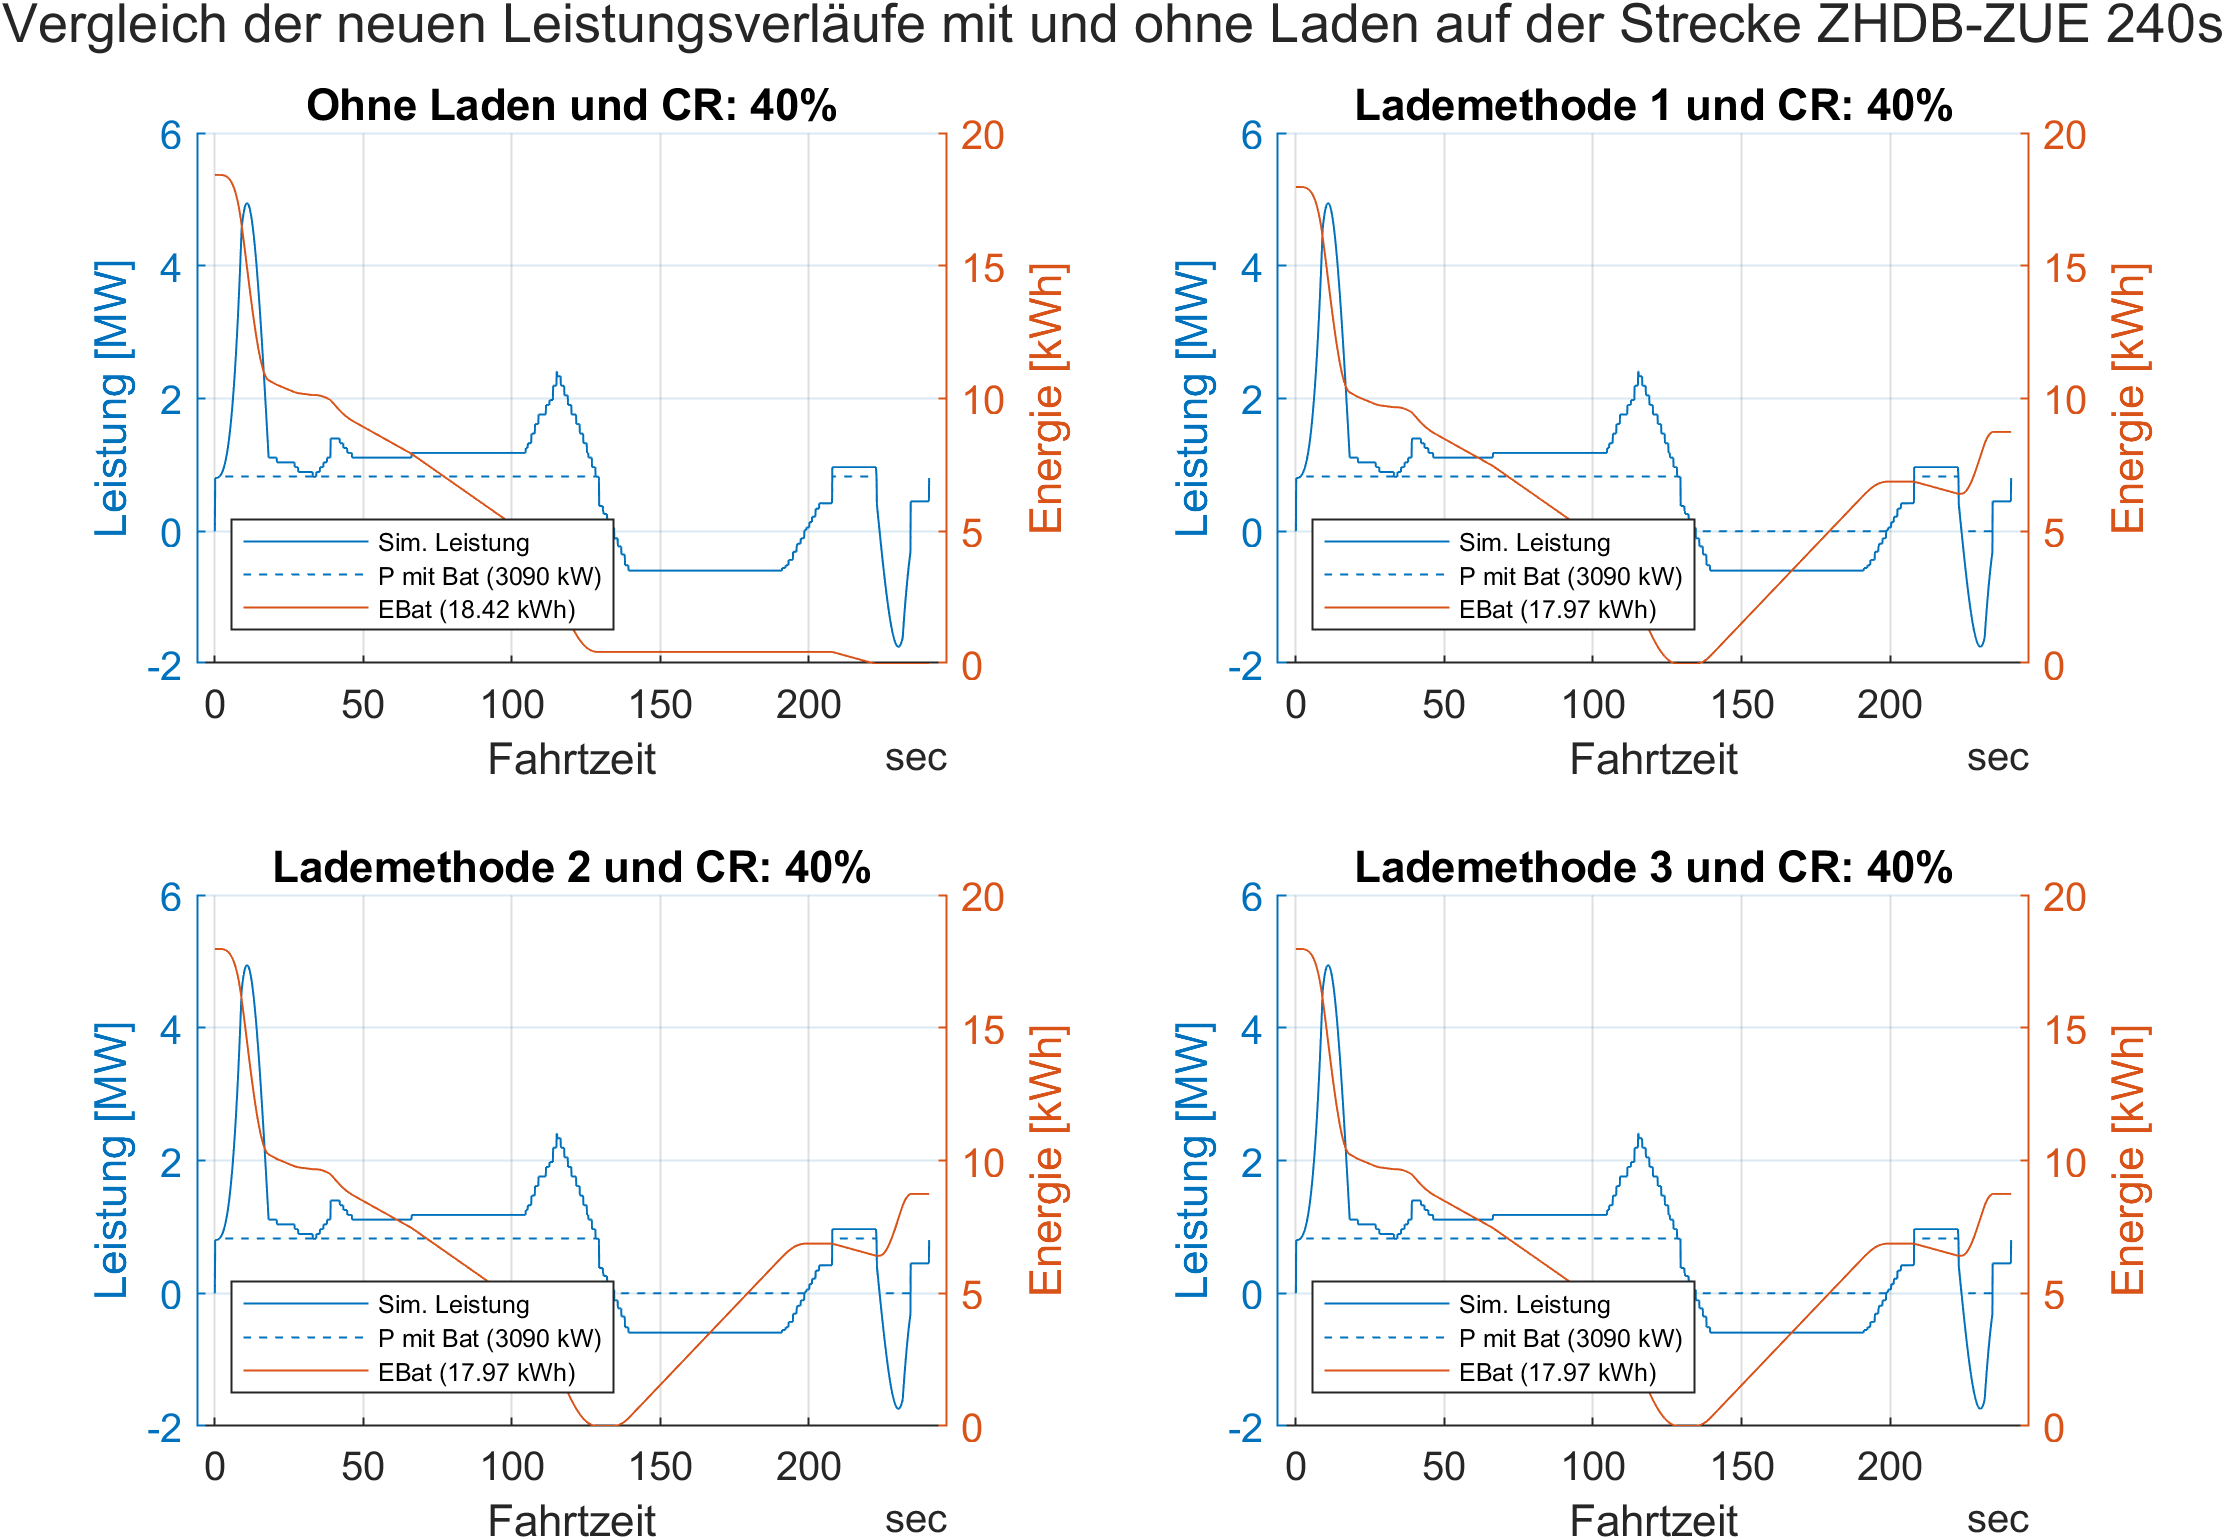 Vergleich der neuen Leistungsverläufe mit und ohne Laden auf der Strecke ZHDB-ZUE 240s
Ohne Laden und CR: 40%
6
4
2
0
-2
Leistung [MW]
20
15
10
5
0
Energie [kWh]
Sim. Leistung
P mit Bat (3090 kW)
EBat (18.42 kWh)
0 50 100 150 200
Fahrtzeit sec
Lademethode 1 und CR: 40%
6
4
2
0
-2
Leistung [MW]
20
15
10
5
0
Energie [kWh]
Sim. Leistung
P mit Bat (3090 kW)
EBat (17.97 kWh)
0 50 100 150 200
Fahrtzeit sec
Lademethode 2 und CR: 40%
6
4
2
0
-2
Leistung [MW]
20
15
10
5
0
Energie [kWh]
Sim. Leistung
P mit Bat (3090 kW)
EBat (17.97 kWh)
0 50 100 150 200
Fahrtzeit sec
Lademethode 3 und CR: 40%
6
4
2
0
-2
Leistung [MW]
20
15
10
5
0
Energie [kWh]
Sim. Leistung
P mit Bat (3090 kW)
EBat (17.97 kWh)
0 50 100 150 200
Fahrtzeit sec